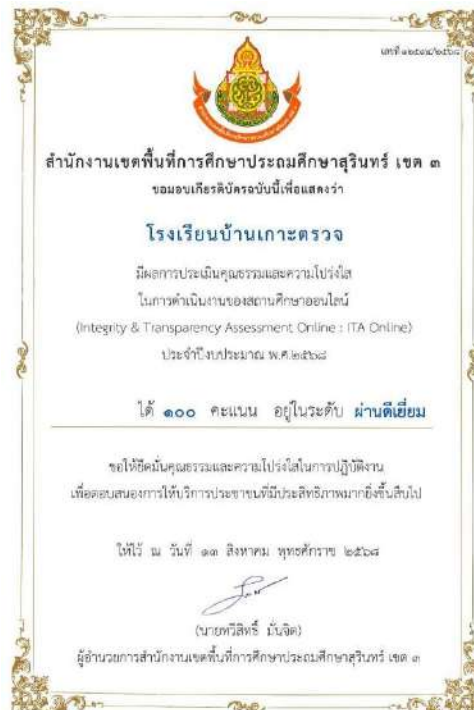 สำนักงานเขตพื้นที่การศึกษาประถมศึกษาสุรินทร์ เขต ๓
ขอมอบเกียรติบัตรฉบับนี้เพื่อแสดงว่า
โรงเรียนบ้านเกาะตรวจ
มีผลการประเมินคุณธรรมและความโปร่งใส
ในการดำเนินงานของสถานศึกษาออนไลน์
(Integrity & Transparency Assessment Online : ITA Online)
ประจำปีงบประมาณ พ.ศ.๒๕๖๘
ได้ ๑๐๐ คะแนน อยู่ในระดับ ผ่านดีเยี่ยม
ขอให้ยึดมั่นคุณธรรมและความโปร่งใสในการปฏิบัติงาน
เพื่อตอบสนองการให้บริการประชาชนที่มีประสิทธิภาพมากยิ่งขึ้นสืบไป
ให้ไว้ ณ วันที่ ๑๓ สิงหาคม พุทธศักราช ๒๕๖๘
(นายทวีสิทธิ์ มั่นจิต)
ผู้อำนวยการสำนักงานเขตพื้นที่การศึกษาประถมศึกษาสุรินทร์ เขต ๓